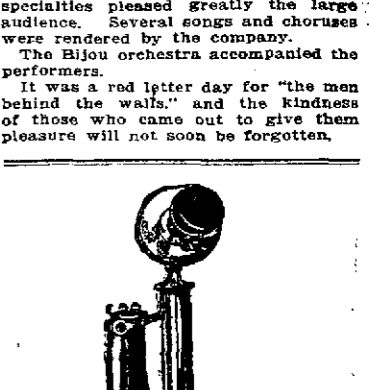 specialties pleased greatly the large
audience. Several songs and choruses
were rendered by the company.
The Bijou orchestra accompanied the
performers.
It was a red letter day for "the men
behind the walls." and the kindness
of those who came out to give them
pleasure will not soon be forgotten,